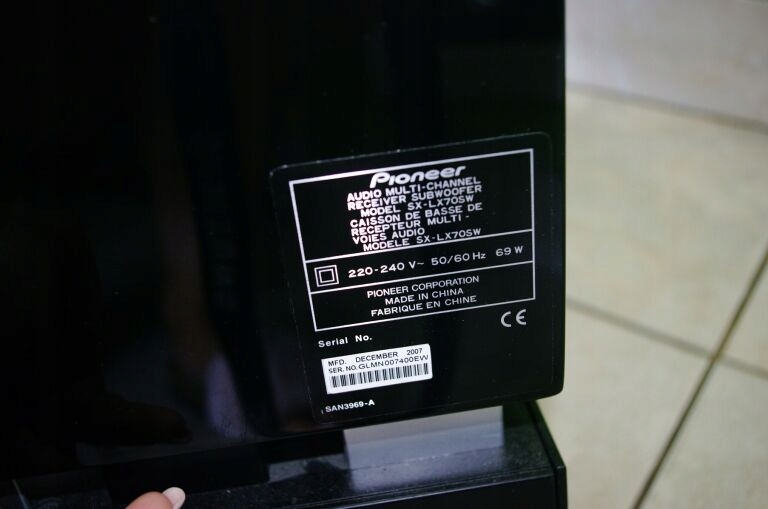 Pioneer
AUDIO MULTI-CHANNEL
RECEIVER SUBWOOFER
MODEL SX-LX70SW
CAISSON DE BASSE DE
RECEPTEUR MULTI -
VOIES AUDIO
MODELE SX-LX70SW
220-240 V~ 50/60 Hz 69 W
PIONEER CORPORATION
MADE IN CHINA
FABRIQUE EN CHINE
CE
Serial No.
MFD. DECEMBER 2007
SER. NO. GLMN007400EW
SAN3969-A